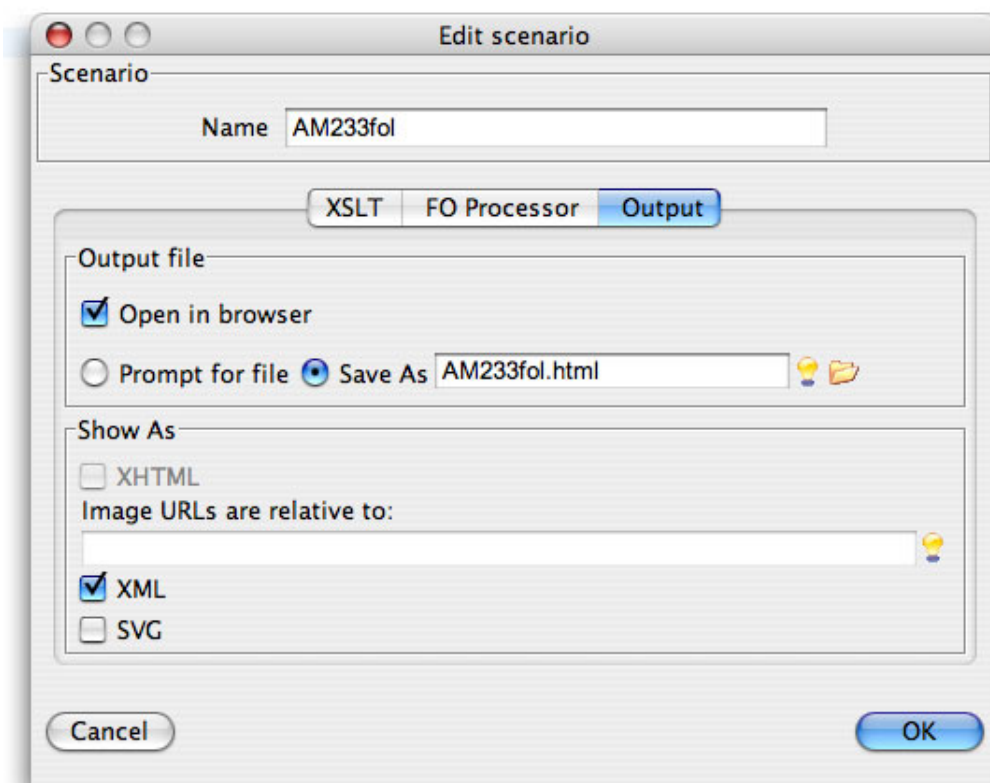 Edit scenario
Scenario
Name AM233fol
XSLT FO Processor Output
Output file
Open in browser
Prompt for file Save As AM233fol.html
Show As
XHTML
Image URLs are relative to:
XML
SVG
Cancel OK